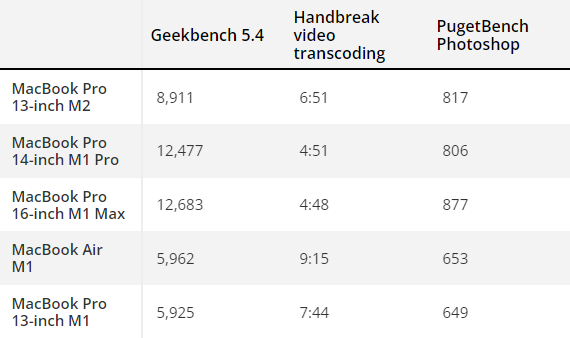 Geekbench 5.4 Handbreak video transcoding PugetBench Photoshop
MacBook Pro 13-inch M2 8,911 6:51 817
MacBook Pro 14-inch M1 Pro 12,477 4:51 806
MacBook Pro 16-inch M1 Max 12,683 4:48 877
MacBook Air M1 5,962 9:15 653
MacBook Pro 13-inch M1 5,925 7:44 649